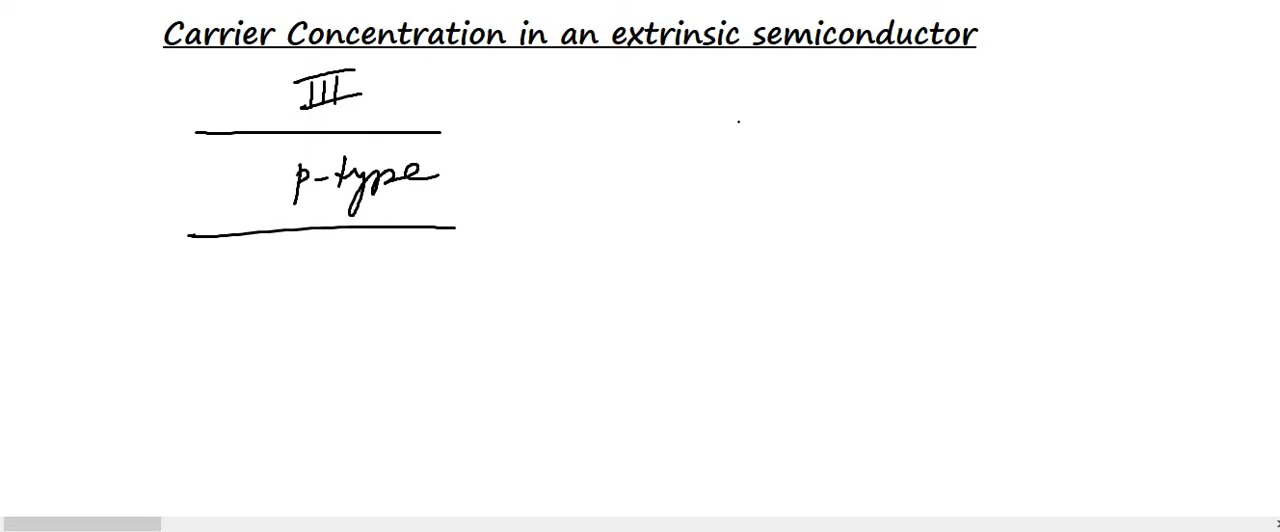 Carrier Concentration in an extrinsic semiconductor
III
p-type